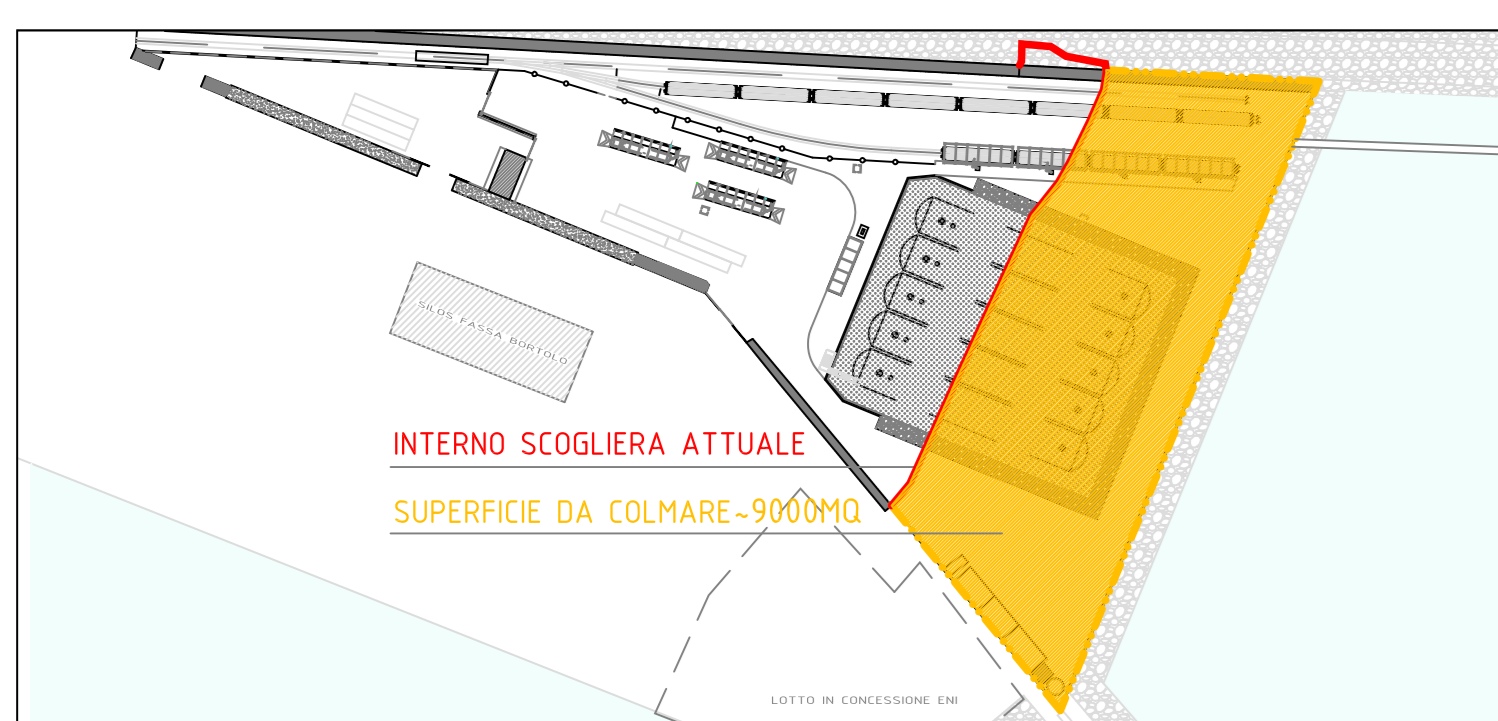 SILOS FASSA BORTOLO
INTERNO SCOGLIERA ATTUALE
SUPERFICIE DA COLMARE~9000MQ
LOTTO IN CONCESSIONE ENI